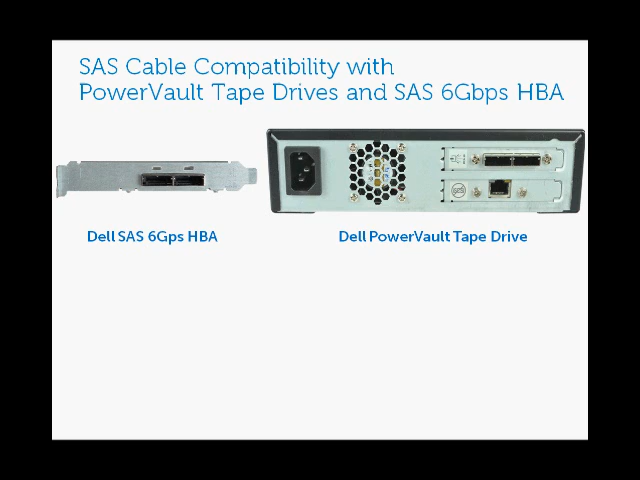 SAS Cable Compatibility with
PowerVault Tape Drives and SAS 6Gbps HBA
Dell SAS 6Gps HBA
Dell PowerVault Tape Drive